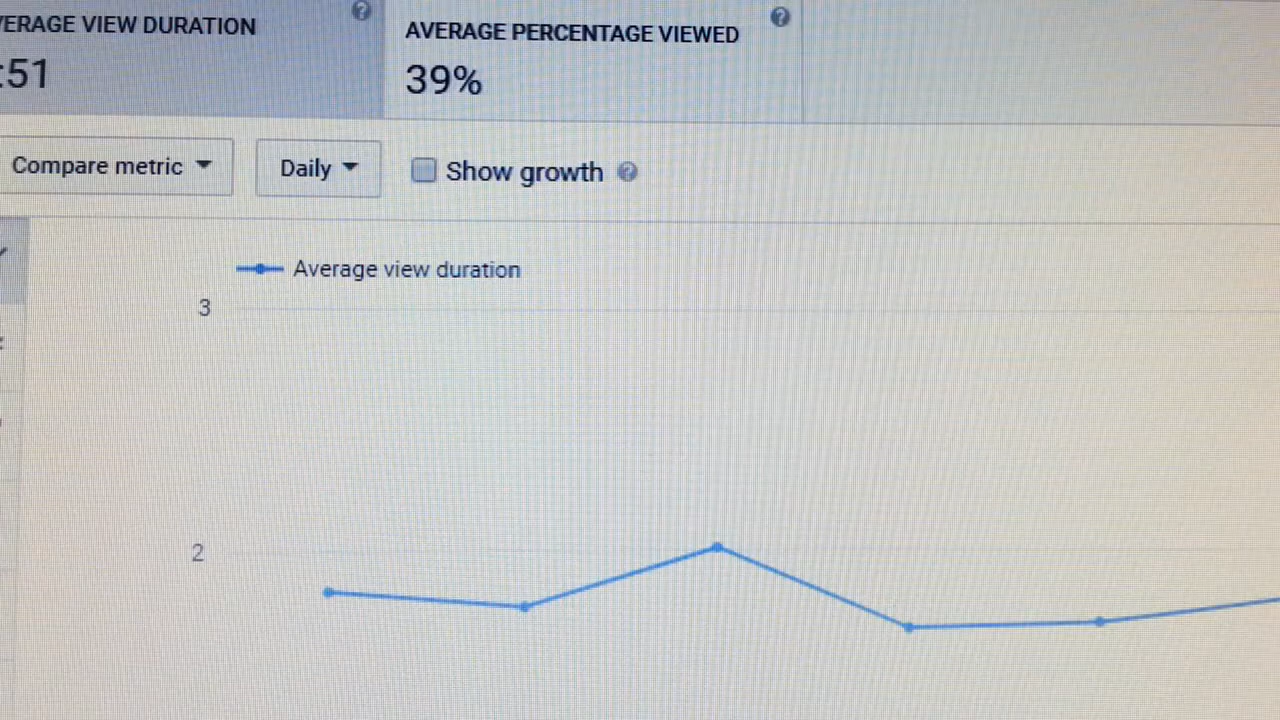 ERAGE VIEW DURATION
:51
AVERAGE PERCENTAGE VIEWED
39%
Compare metric
Daily
Show growth
Average view duration
3
2